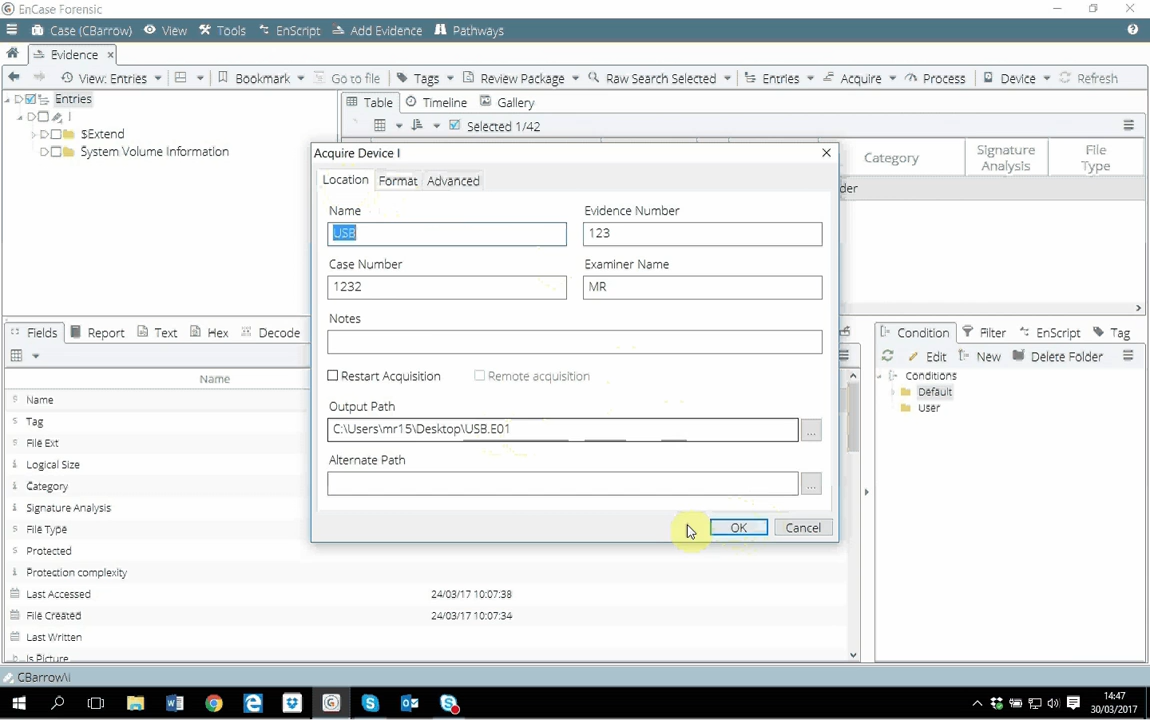 EnCase Forensic
Case (CBarrow) View Tools EnScript Add Evidence Pathways
Evidence
View: Entries Bookmark Go to file Tags Review Package Raw Search Selected Entries Acquire Process Device Refresh
Entries
I
$Extend
System Volume Information
Table Timeline Gallery
Selected 1/42
Category Signature Analysis File Type
der
Acquire Device I
Location Format Advanced
Name Evidence Number
USB 123
Case Number Examiner Name
1232 MR
Notes
Restart Acquisition Remote acquisition
Output Path
C:\Users\mr15\Desktop\USB.E01
...
Alternate Path
...
OK Cancel
Fields Report Text Hex Decode
Name
Name
Tag
File Ext
Logical Size
Category
Signature Analysis
File Type
Protected
Protection complexity
Last Accessed 24/03/17 10:07:38
File Created 24/03/17 10:07:34
Last Written
Is Picture
Condition Filter EnScript Tag
Edit New Delete Folder
Conditions
Default
User
CBarrow\I
14:47
30/03/2017